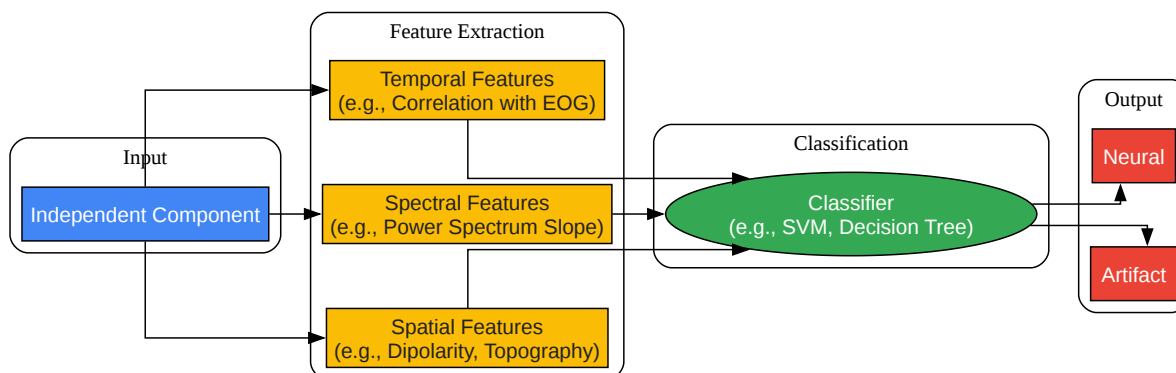 Input
Independent Component
Feature Extraction
Temporal Features
(e.g., Correlation with EOG)
Spectral Features
(e.g., Power Spectrum Slope)
Spatial Features
(e.g., Dipolarity, Topography)
Classification
Classifier
(e.g., SVM, Decision Tree)
Output
Neural
Artifact